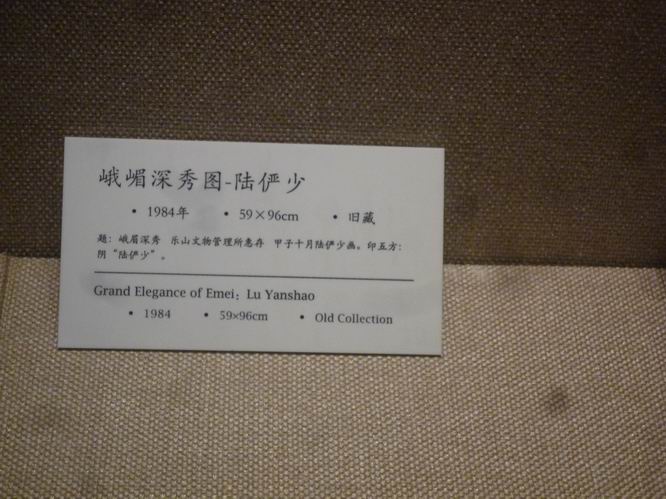 峨嵋深秀图-陆俨少
• 1984年 • 59×96cm • 旧藏
题：峨眉深秀 乐山文物管理所惠存 甲子十月陆俨少画。印五方：
阴“陆俨少”。
Grand Elegance of Emei：Lu Yanshao
• 1984 • 59×96cm • Old Collection